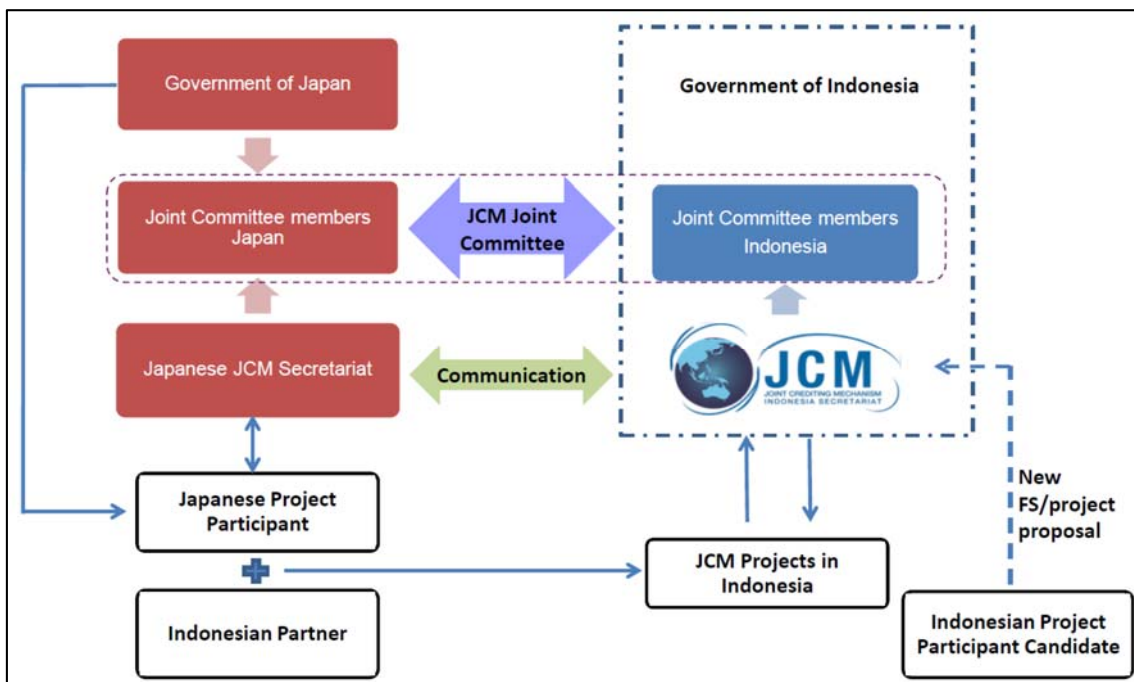 Government of Japan
Government of Indonesia
Joint Committee members
Japan
JCM Joint
Committee
Joint Committee members
Indonesia
Japanese JCM Secretariat
Communication
JCM
JOINT CREDITING MECHANISM
INDONESIA SECRETARIAT
Japanese Project
Participant
New
FS/project
proposal
JCM Projects in
Indonesia
Indonesian Partner
Indonesian Project
Participant Candidate